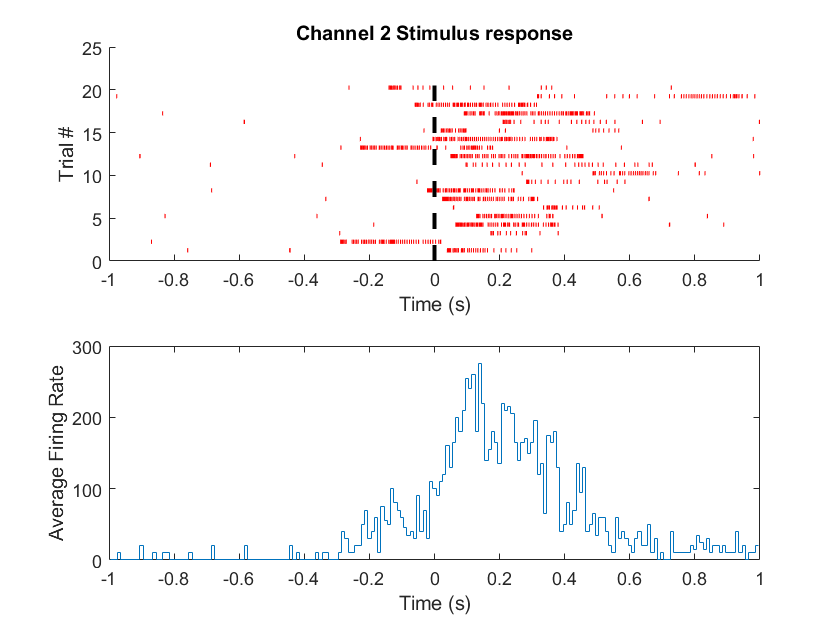 Channel 2 Stimulus response
25
20
15
10
5
0
Trial #
-1 -0.8 -0.6 -0.4 -0.2 0 0.2 0.4 0.6 0.8 1
Time (s)
300
200
100
0
Average Firing Rate
-1 -0.8 -0.6 -0.4 -0.2 0 0.2 0.4 0.6 0.8 1
Time (s)